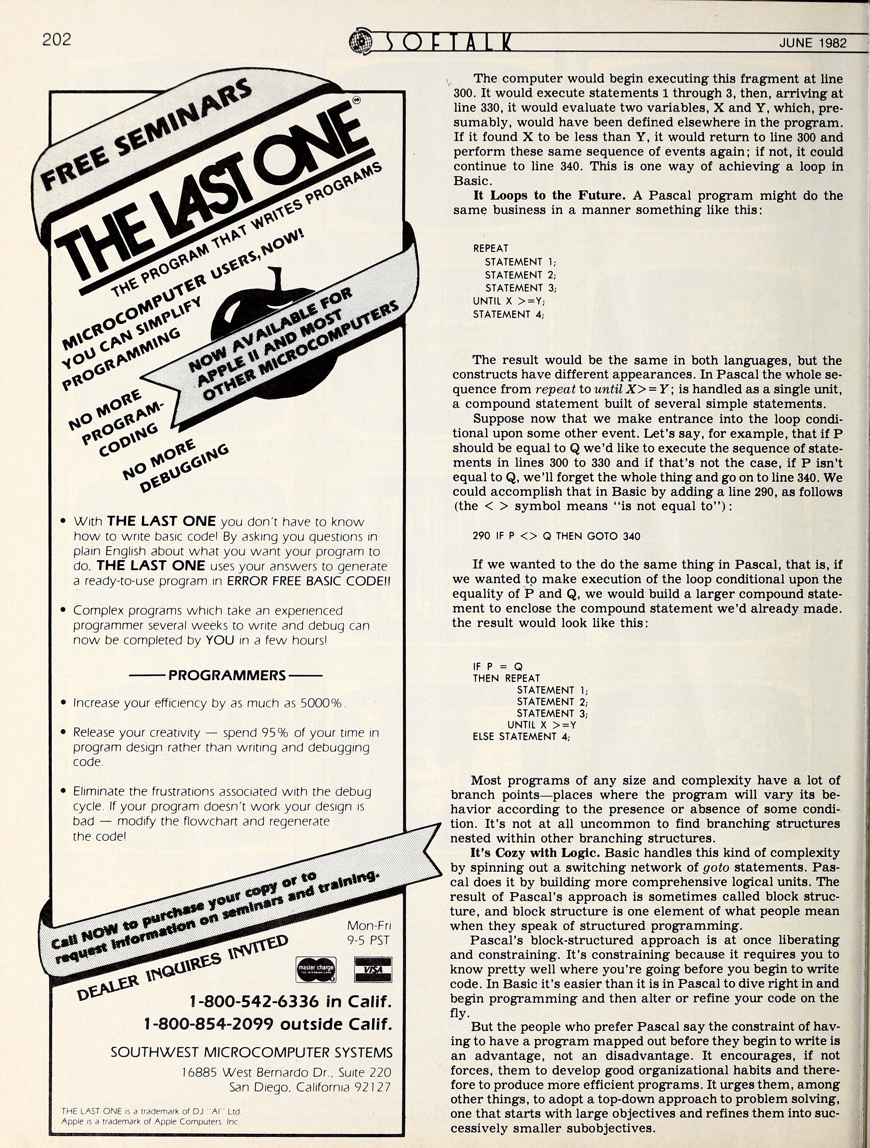 202
SOFTALK
JUNE 1982
FREE SEMINARS
THE LAST ONE
THE PROGRAM THAT WRITES PROGRAMS
MICROCOMPUTER USERS, NOW!
YOU CAN SIMPLIFY
PROGRAMMING
NOW AVAILABLE FOR
APPLE II AND MOST
OTHER MICROCOMPUTERS
NO MORE
PROGRAM-
CODING
NO MORE
DEBUGGING
• With THE LAST ONE you don't have to know
how to write basic code! By asking you questions in
plain English about what you want your program to
do, THE LAST ONE uses your answers to generate
a ready-to-use program in ERROR FREE BASIC CODE!!
• Complex programs which take an experienced
programmer several weeks to write and debug can
now be completed by YOU in a few hours!
PROGRAMMERS
• Increase your efficiency by as much as 5000%.
• Release your creativity — spend 95% of your time in
program design rather than writing and debugging
code.
• Eliminate the frustrations associated with the debug
cycle. If your program doesn't work your design is
bad — modify the flowchart and regenerate
the code!
Call NOW to purchase your copy or to
request information on seminars and training.
Mon-Fri
9-5 PST
DEALER INQUIRES INVITED
master charge
VISA
1-800-542-6336 in Calif.
1-800-854-2099 outside Calif.
SOUTHWEST MICROCOMPUTER SYSTEMS
16885 West Bernardo Dr., Suite 220
San Diego, California 92127
THE LAST ONE is a trademark of DJ "AI" Ltd.
Apple is a trademark of Apple Computers, Inc.
The computer would begin executing this fragment at line
300. It would execute statements 1 through 3, then, arriving at
line 330, it would evaluate two variables, X and Y, which, pre-
sumably, would have been defined elsewhere in the program.
If it found X to be less than Y, it would return to line 300 and
perform these same sequence of events again; if not, it could
continue to line 340. This is one way of achieving a loop in
Basic.
It Loops to the Future. A Pascal program might do the
same business in a manner something like this:
REPEAT
STATEMENT 1;
STATEMENT 2;
STATEMENT 3;
UNTIL X >=Y;
STATEMENT 4;
The result would be the same in both languages, but the
constructs have different appearances. In Pascal the whole se-
quence from repeat to until X>=Y; is handled as a single unit,
a compound statement built of several simple statements.
Suppose now that we make entrance into the loop condi-
tional upon some other event. Let's say, for example, that if P
should be equal to Q we'd like to execute the sequence of state-
ments in lines 300 to 330 and if that's not the case, if P isn't
equal to Q, we'll forget the whole thing and go on to line 340. We
could accomplish that in Basic by adding a line 290, as follows
(the < > symbol means "is not equal to"):
290 IF P <> Q THEN GOTO 340
If we wanted to the do the same thing in Pascal, that is, if
we wanted to make execution of the loop conditional upon the
equality of P and Q, we would build a larger compound state-
ment to enclose the compound statement we'd already made.
the result would look like this:
IF P = Q
THEN REPEAT
STATEMENT 1;
STATEMENT 2;
STATEMENT 3;
UNTIL X >=Y
ELSE STATEMENT 4;
Most programs of any size and complexity have a lot of
branch points—places where the program will vary its be-
havior according to the presence or absence of some condi-
tion. It's not at all uncommon to find branching structures
nested within other branching structures.
It's Cozy with Logic. Basic handles this kind of complexity
by spinning out a switching network of goto statements. Pas-
cal does it by building more comprehensive logical units. The
result of Pascal's approach is sometimes called block struc-
ture, and block structure is one element of what people mean
when they speak of structured programming.
Pascal's block-structured approach is at once liberating
and constraining. It's constraining because it requires you to
know pretty well where you're going before you begin to write
code. In Basic it's easier than it is in Pascal to dive right in and
begin programming and then alter or refine your code on the
fly.
But the people who prefer Pascal say the constraint of hav-
ing to have a program mapped out before they begin to write is
an advantage, not an disadvantage. It encourages, if not
forces, them to develop good organizational habits and there-
fore to produce more efficient programs. It urges them, among
other things, to adopt a top-down approach to problem solving,
one that starts with large objectives and refines them into suc-
cessively smaller subobjectives.